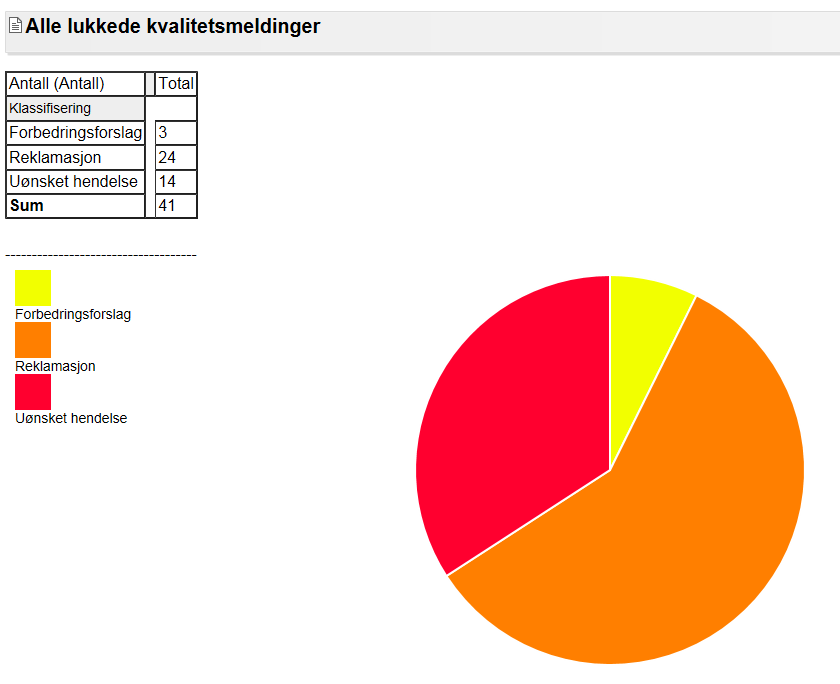 Alle lukkede kvalitetsmeldinger
Antall (Antall) Total
Klassifisering
Forbedringsforslag 3
Reklamasjon 24
Uønsket hendelse 14
Sum 41
------------------------------------
Forbedringsforslag
Reklamasjon
Uønsket hendelse